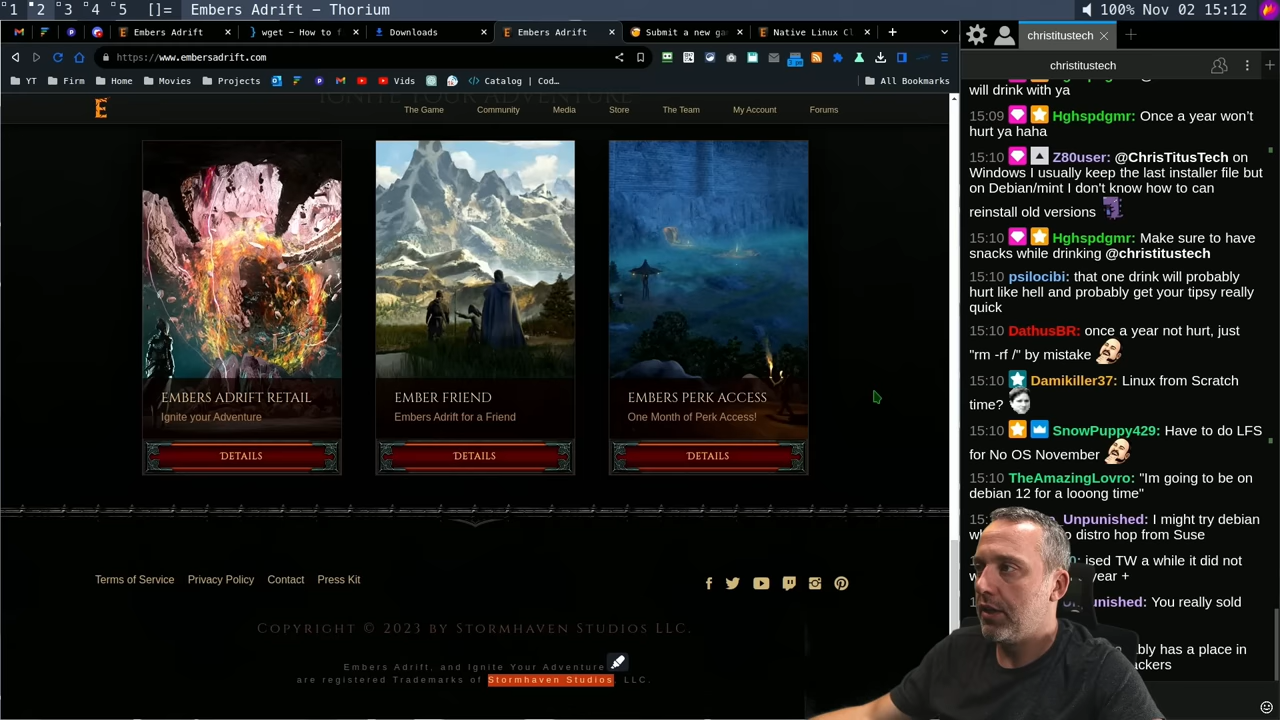 1 2 3 4 5 []= Embers Adrift - Thorium
100% Nov 02 15:12
Embers Adrift
wget - How to f
Downloads
Embers Adrift
Submit a new ga
Native Linux Cl
https://www.embersadrift.com
YT Firm Home Movies Projects Vids Catalog | Cod… All Bookmarks
IGNITE YOUR ADVENTURE
The Game Community Media Store The Team My Account Forums
EMBERS ADRIFT RETAIL
Ignite your Adventure
DETAILS
EMBER FRIEND
Embers Adrift for a Friend
DETAILS
EMBERS PERK ACCESS
One Month of Perk Access!
DETAILS
Terms of Service Privacy Policy Contact Press Kit
COPYRIGHT © 2023 BY STORMHAVEN STUDIOS LLC.
Embers Adrift, and Ignite Your Adventure
are registered Trademarks of Stormhaven Studios, LLC.
christitustech
christitustech
will drink with ya
15:09 Hghspdgmr: Once a year won't
hurt ya haha
15:10 Z80user: @ChrisTitusTech on
Windows I usually keep the last installer file but
on Debian/mint I don't know how to can
reinstall old versions
15:10 Hghspdgmr: Make sure to have
snacks while drinking @christitustech
15:10 psilocibi: that one drink will probably
hurt like hell and probably get your tipsy really
quick
15:10 DathusBR: once a year not hurt, just
"rm -rf /" by mistake
15:10 Damikiller37: Linux from Scratch
time?
15:10 SnowPuppy429: Have to do LFS
for No OS November
15:10 TheAmazingLovro: "Im going to be on
debian 12 for a looong time"
Unpunished: I might try debian
o distro hop from Suse
ised TW a while it did not
year +
unished: You really sold
ably has a place in
ackers